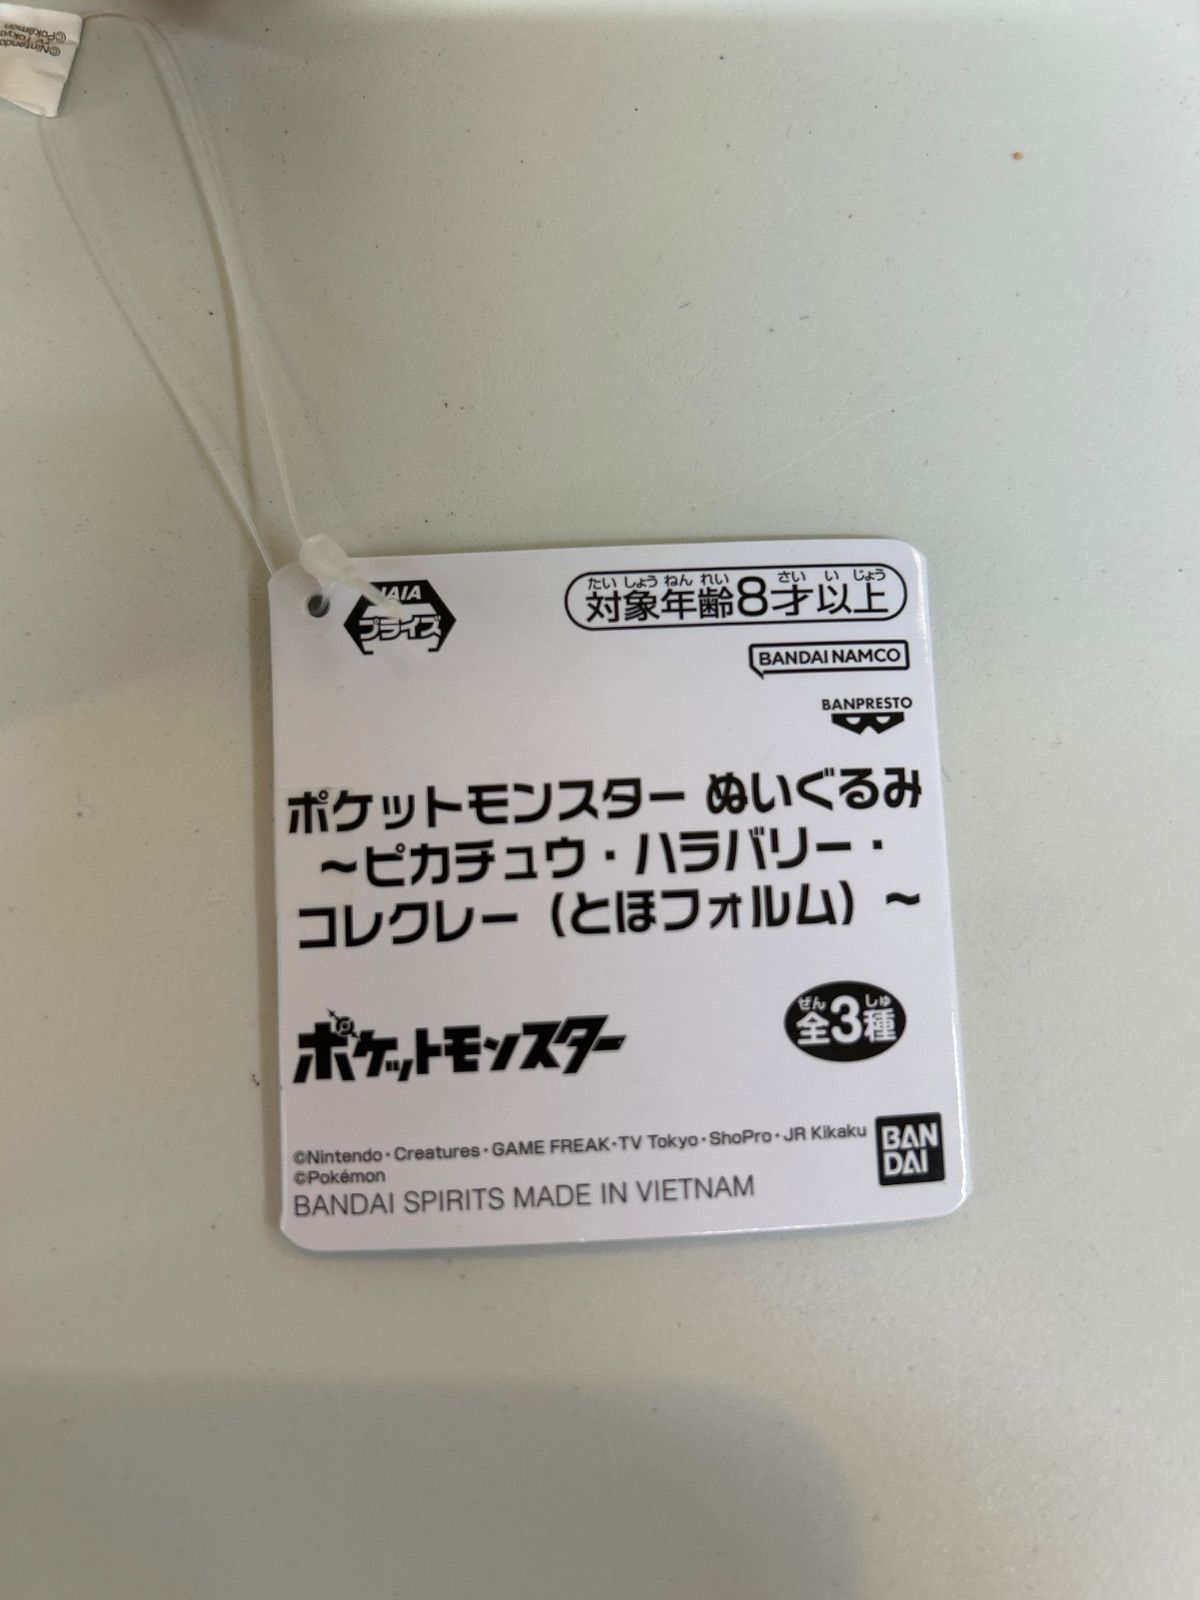 ©Nintendo
TV Tokyo
©Pokémon
JAIA
プライズ
たい しょう ねん れい さい い じょう
対象年齢8才以上
BANDAI NAMCO
BANPRESTO
ポケットモンスター ぬいぐるみ
～ピカチュウ・ハラバリー・
コレクレー（とほフォルム）～
ポケットモンスター
ぜん しゅ
全3種
©Nintendo・Creatures・GAME FREAK・TV Tokyo・ShoPro・JR Kikaku
©Pokémon
BANDAI SPIRITS MADE IN VIETNAM
BAN
DAI